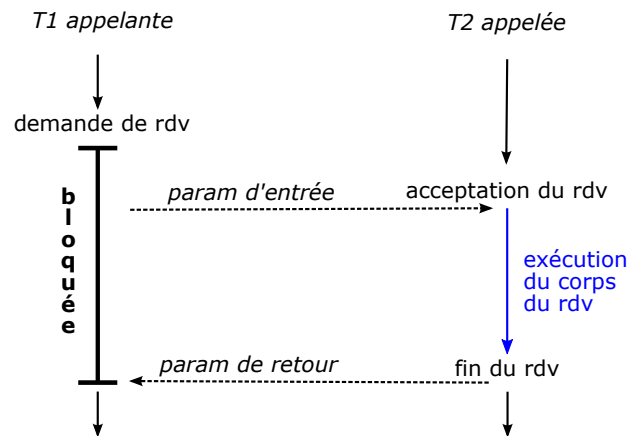 T1 appelante
T2 appelée
demande de rdv
bloquée
param d'entrée
acceptation du rdv
exécution
du corps
du rdv
param de retour
fin du rdv